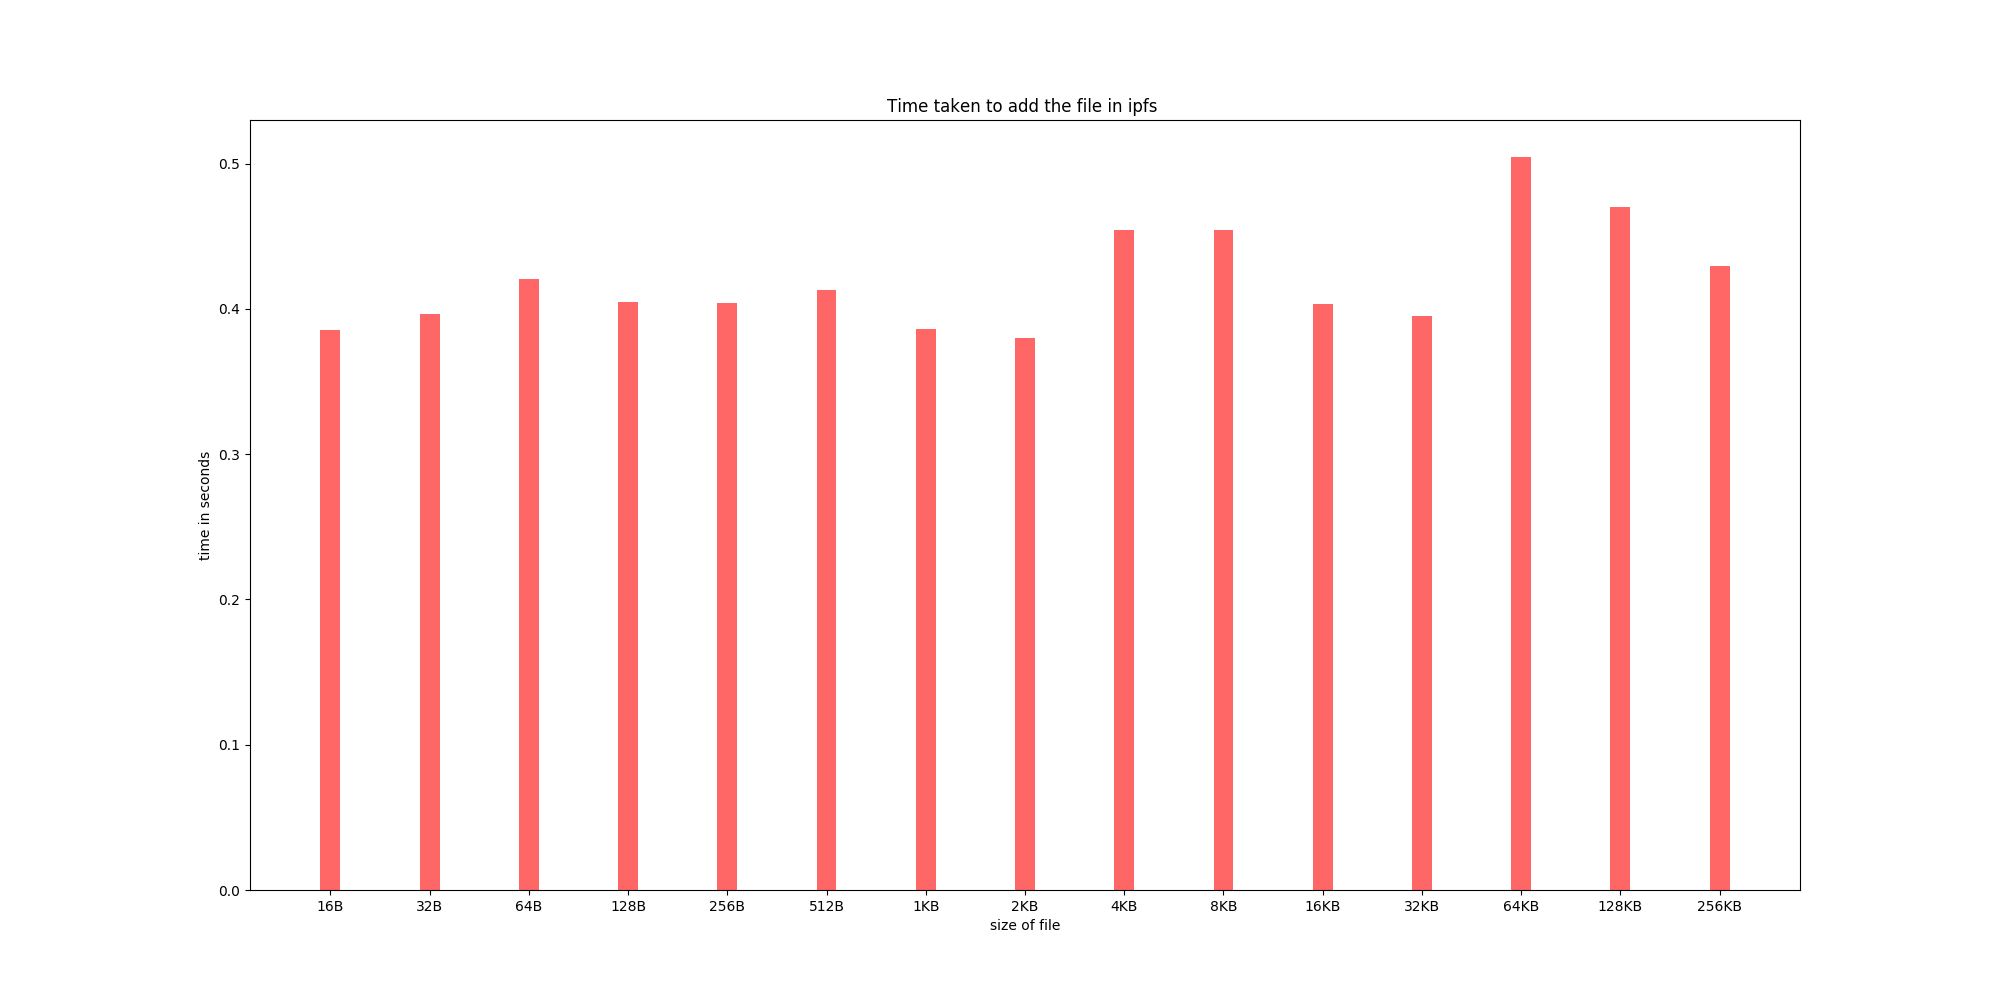 Time taken to add the file in ipfs
0.5
0.4
0.3
0.2
0.1
0.0
time in seconds
16B 32B 64B 128B 256B 512B 1KB 2KB 4KB 8KB 16KB 32KB 64KB 128KB 256KB
size of file